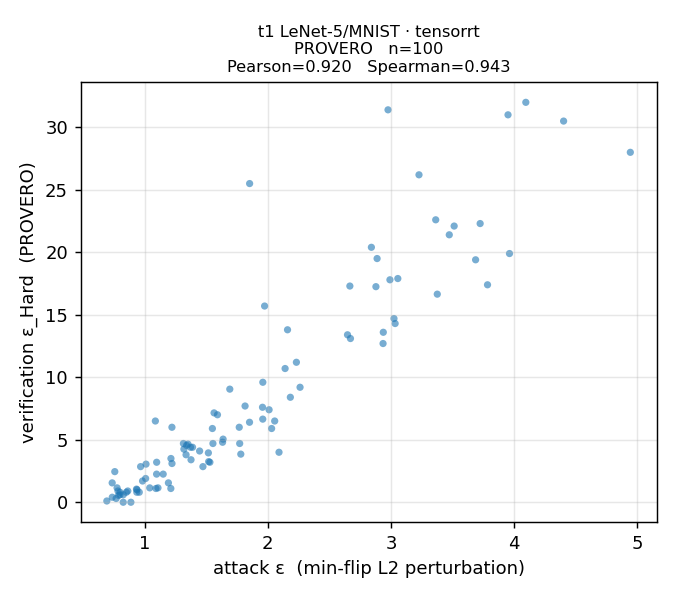 t1 LeNet-5/MNIST · tensorrt
PROVERO   n=100
Pearson=0.920   Spearman=0.943
verification ε_Hard  (PROVERO)
30
25
20
15
10
5
0
1
2
3
4
5
attack ε  (min-flip L2 perturbation)